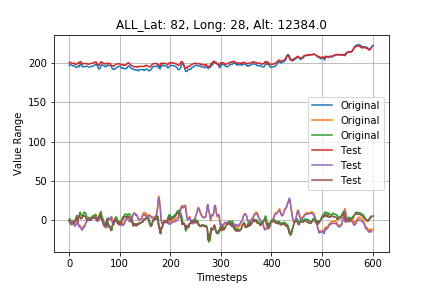 ALL_Lat: 82, Long: 28, Alt: 12384.0
Value Range
200
150
100
50
0
Original
Original
Original
Test
Test
Test
0
100
200
300
400
500
600
Timesteps